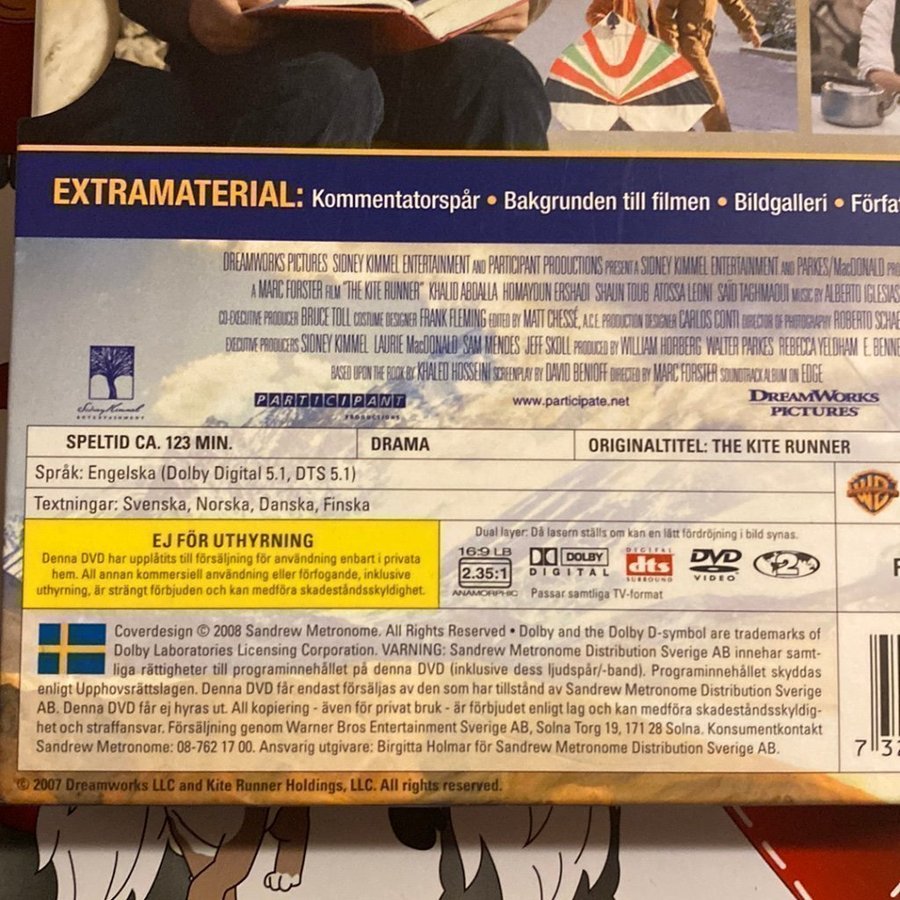 EXTRAMATERIAL: Kommentatorspår • Bakgrunden till filmen • Bildgalleri •
DREAMWORKS PICTURES SIDNEY KIMMEL ENTERTAINMENT AND PARTICIPANT PRODUCTIONS PRESENT A SIDNEY KIMMEL ENTERTAINMENT AND PARKES/MACDONALD
A MARC FORSTER FILM "THE KITE RUNNER" KHALID ABDALLA HOMAYOUN ERSHADI SHAUN TOUB ATOSSA LEONI SAÏD TAGHMAOUI MUSIC BY ALBERTO IGLESIAS
CO-EXECUTIVE PRODUCER BRUCE TOLL COSTUME DESIGNER FRANK FLEMING EDITED BY MATT CHESSÉ, A.C.E. PRODUCTION DESIGNER CARLOS CONTI DIRECTOR OF PHOTOGRAPHY ROBERTO
EXECUTIVE PRODUCERS SIDNEY KIMMEL LAURIE MacDONALD SAM MENDES JEFF SKOLL PRODUCED BY WILLIAM HORBERG WALTER PARKES REBECCA YELDHAM E. BENNE
BASED UPON THE BOOK BY KHALED HOSSEINI SCREENPLAY BY DAVID BENIOFF DIRECTED BY MARC FORSTER SOUNDTRACK ALBUM ON EDGE
Sidney Kimmel
ENTERTAINMENT
PARTICIPANT
PRODUCTIONS
www.participate.net
DREAMWORKS
PICTURES
SPELTID CA. 123 MIN.
DRAMA
ORIGINALTITEL: THE KITE RUNNER
Språk: Engelska (Dolby Digital 5.1, DTS 5.1)
Textningar: Svenska, Norska, Danska, Finska
WB
EJ FÖR UTHYRNING
Denna DVD har upplåtits till försäljning för användning enbart i privata
hem. All annan kommersiell användning eller förfogande, inklusive
uthyrning, är strängt förbjuden och kan medföra skadeståndsskyldighet.
Dual layer: Då lasern ställs om kan en lätt fördröjning i bild synas.
16:9 LB
2.35:1
ANAMORPHIC
DOLBY
DIGITAL
DIGITAL
dts
SURROUND
DVD
VIDEO
2
Passar samtliga TV-format
Coverdesign © 2008 Sandrew Metronome. All Rights Reserved • Dolby and the Dolby D-symbol are trademarks of
Dolby Laboratories Licensing Corporation. VARNING: Sandrew Metronome Distribution Sverige AB innehar samt-
liga rättigheter till programinnehållet på denna DVD (inklusive dess ljudspår/-band). Programinnehållet skyddas
enligt Upphovsrättslagen. Denna DVD får endast försäljas av den som har tillstånd av Sandrew Metronome Distribution Sverige
AB. Denna DVD får ej hyras ut. All kopiering - även för privat bruk - är förbjudet enligt lag och kan medföra skadeståndsskyldig-
het och straffansvar. Försäljning genom Warner Bros Entertainment Sverige AB, Solna Torg 19, 171 28 Solna. Konsumentkontakt
Sandrew Metronome: 08-762 17 00. Ansvarig utgivare: Birgitta Holmar för Sandrew Metronome Distribution Sverige AB.
© 2007 Dreamworks LLC and Kite Runner Holdings, LLC. All rights reserved.